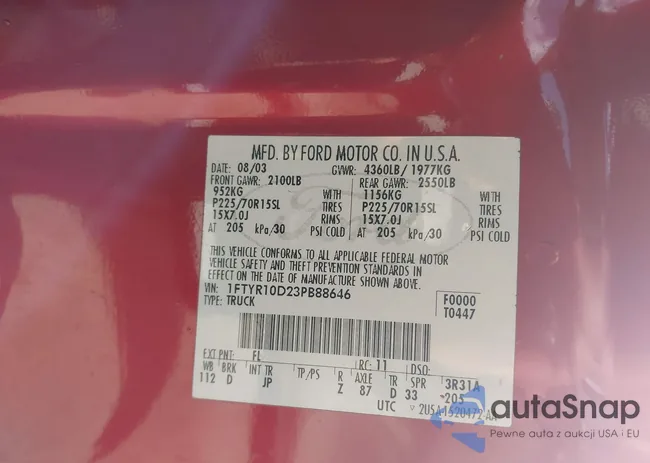 MFD. BY FORD MOTOR CO. IN U.S.A.
DATE: 08/03 GVWR: 4360LB/ 1977KG
FRONT GAWR: 2100LB REAR GAWR: 2550LB
952KG WITH 1156KG WITH
P225/70R15SL TIRES P225/70R15SL TIRES
15X7.0J RIMS 15X7.0J RIMS
AT 205 kPa/30 PSI COLD AT 205 kPa/30 PSI COLD
Ford
THIS VEHICLE CONFORMS TO ALL APPLICABLE FEDERAL MOTOR
VEHICLE SAFETY AND THEFT PREVENTION STANDARDS IN
EFFECT ON THE DATE OF MANUFACTURE SHOWN ABOVE.
VIN: 1FTYR10D23PB88646 F0000
TYPE: TRUCK T0447
EXT PNT: FL RC: 11 DSO:
WB BRK INT TR TP/PS R AXLE TR SPR 3R31A
112 D JP Z 87 D 33 205
UTC
autaSnap
Pewne auta z aukcji USA i EU